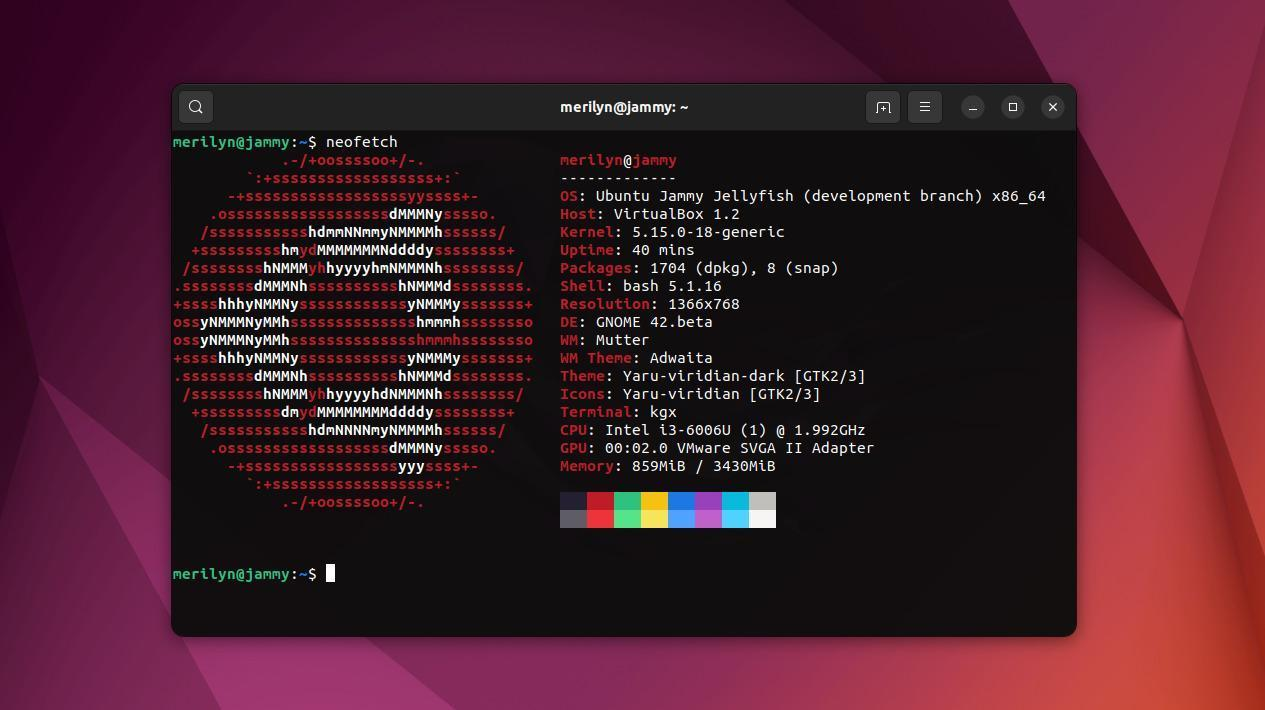 merilyn@jammy: ~
merilyn@jammy:~$ neofetch
.-/+oossssoo+/-.
`:+ssssssssssssssssss+:`
-+ssssssssssssssssssyyssss+-
.ossssssssssssssssssdMMMNysssso.
/ssssssssssshdmmNNmmyNMMMMhssssss/
+ssssssssshmydMMMMMMMNddddyssssssss+
/sssssssshNMMMyhhyyyyhmNMMMNhssssssss/
.ssssssssdMMMNhsssssssssshNMMMdssssssss.
+sssshhhyNMMNyssssssssssssyNMMMysssssss+
ossyNMMMNyMMhsssssssssssssshmmmhssssssso
ossyNMMMNyMMhsssssssssssssshmmmhssssssso
+sssshhhyNMMNyssssssssssssyNMMMysssssss+
.ssssssssdMMMNhsssssssssshNMMMdssssssss.
/sssssssshNMMMyhhyyyyhdNMMMNhssssssss/
+sssssssssdmydMMMMMMMMddddyssssssss+
/ssssssssssshdmNNNNmyNMMMMhssssss/
.ossssssssssssssssssdMMMNysssso.
-+sssssssssssssssssyyyssss+-
`:+ssssssssssssssssss+:`
.-/+oossssoo+/-.
merilyn@jammy
-------------
OS: Ubuntu Jammy Jellyfish (development branch) x86_64
Host: VirtualBox 1.2
Kernel: 5.15.0-18-generic
Uptime: 40 mins
Packages: 1704 (dpkg), 8 (snap)
Shell: bash 5.1.16
Resolution: 1366x768
DE: GNOME 42.beta
WM: Mutter
WM Theme: Adwaita
Theme: Yaru-viridian-dark [GTK2/3]
Icons: Yaru-viridian [GTK2/3]
Terminal: kgx
CPU: Intel i3-6006U (1) @ 1.992GHz
GPU: 00:02.0 VMware SVGA II Adapter
Memory: 859MiB / 3430MiB
merilyn@jammy:~$